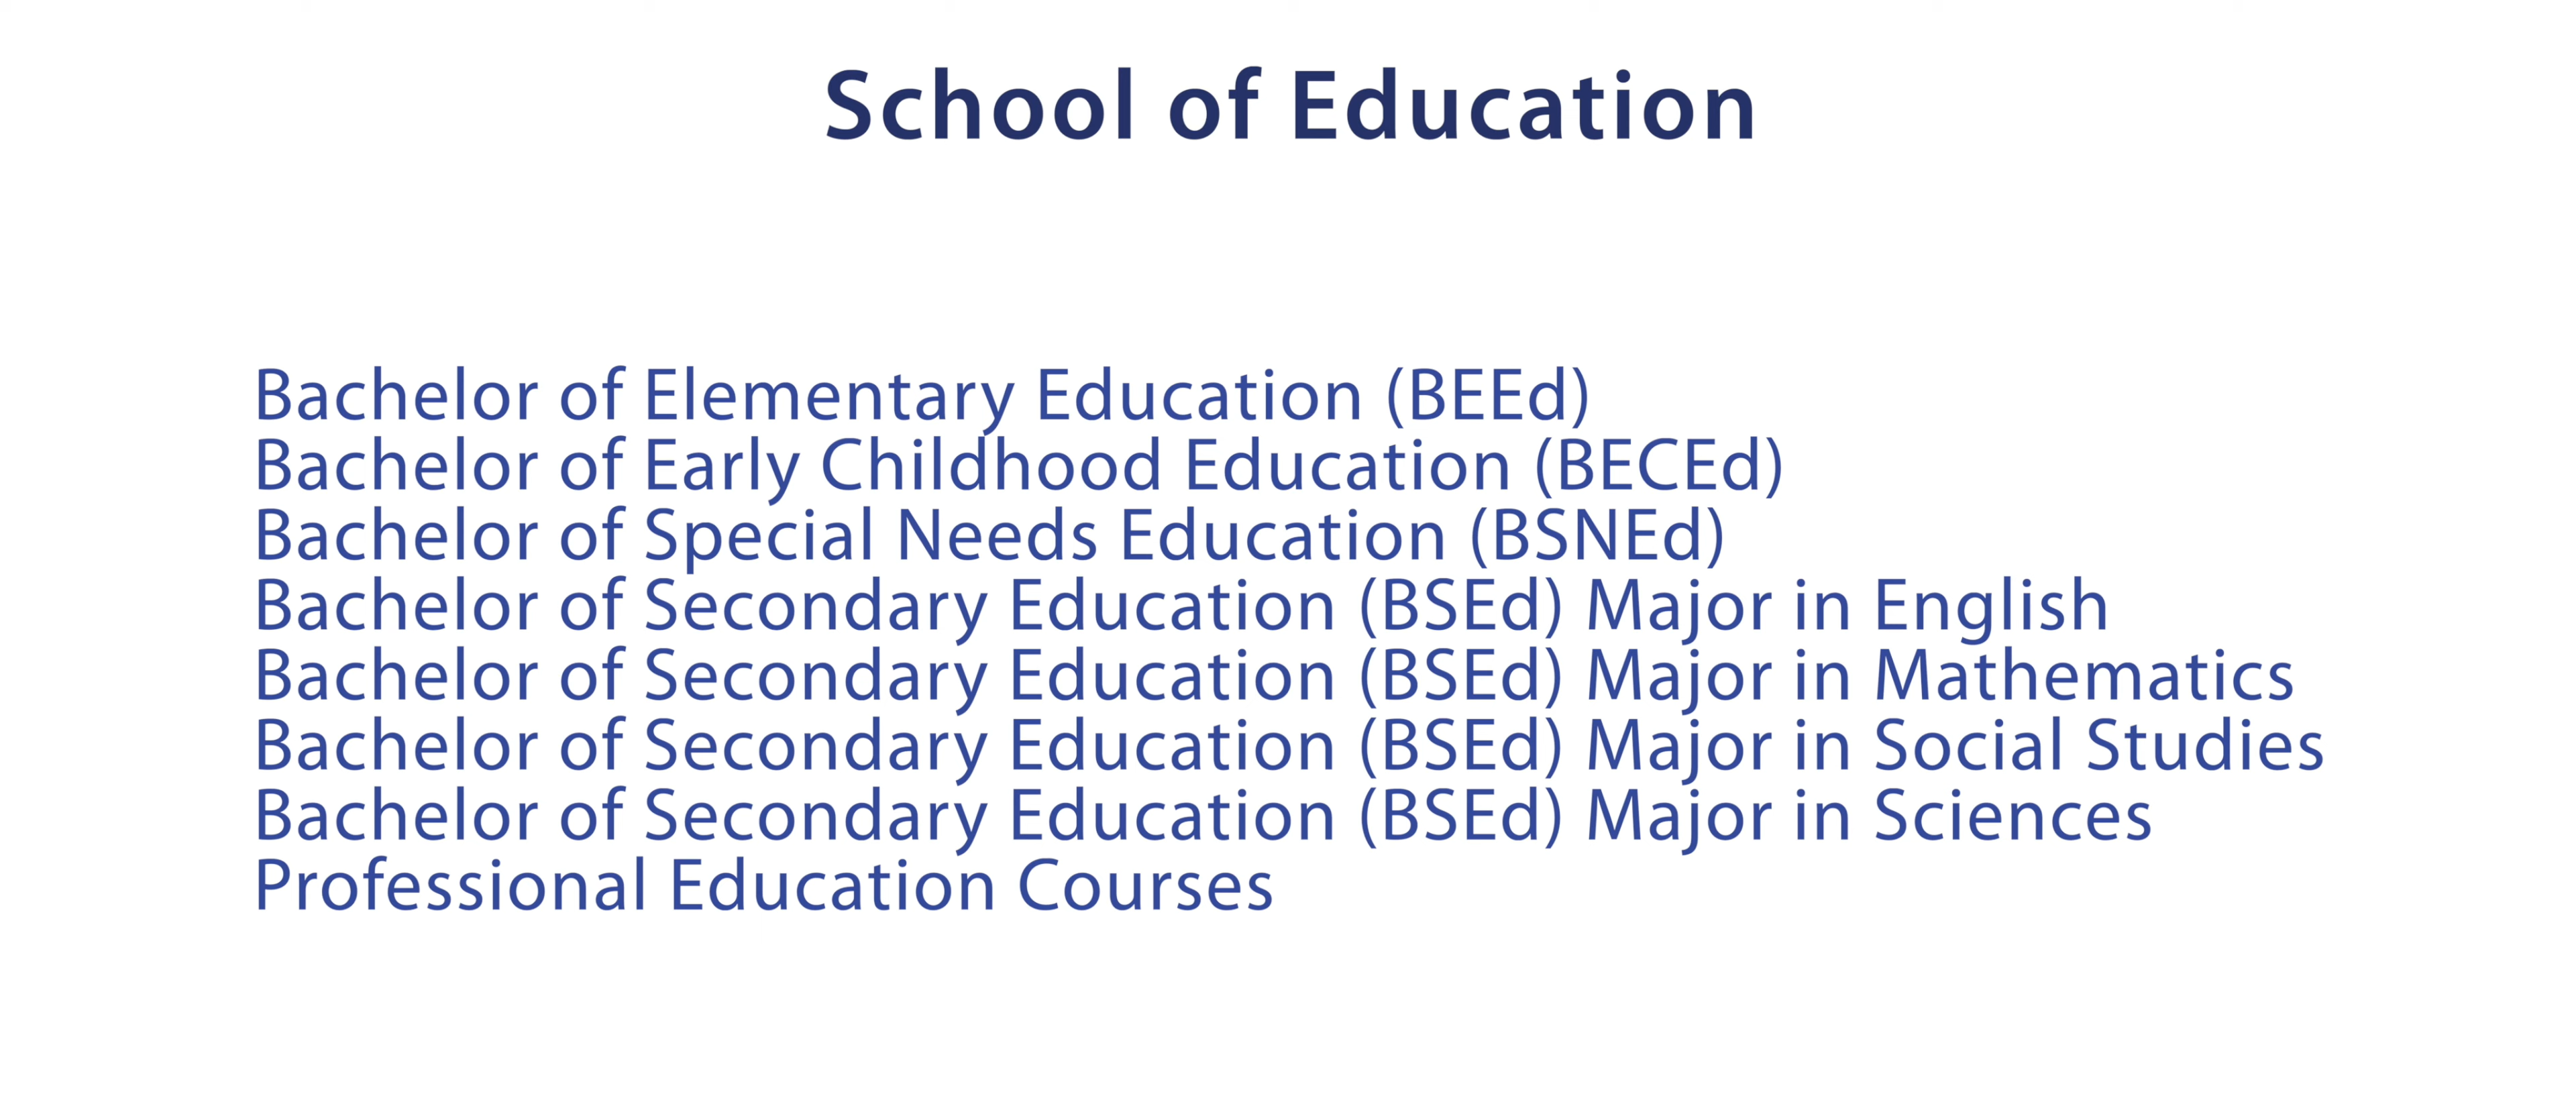 School of Education
Bachelor of Elementary Education (BEEd)
Bachelor of Early Childhood Education (BECEd)
Bachelor of Special Needs Education (BSNEd)
Bachelor of Secondary Education (BSEd) Major in English
Bachelor of Secondary Education (BSEd) Major in Mathematics
Bachelor of Secondary Education (BSEd) Major in Social Studies
Bachelor of Secondary Education (BSEd) Major in Sciences
Professional Education Courses